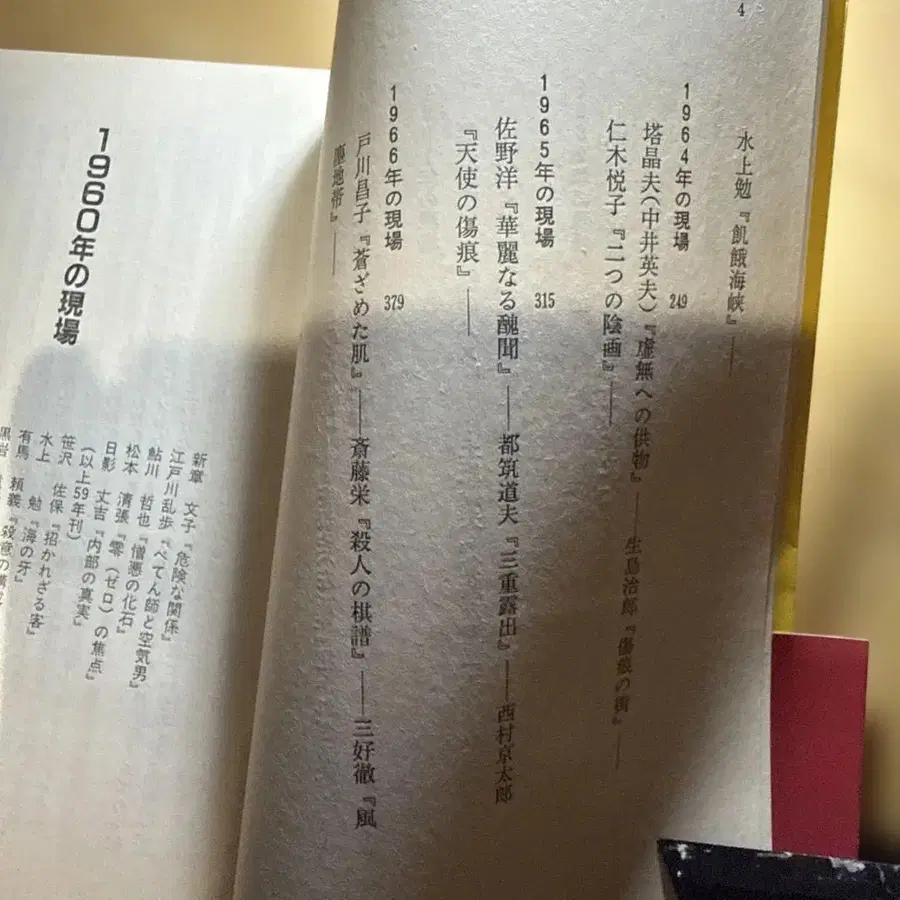 4
水上勉『飢餓海峡』——
1964年の現場 249
塔晶夫(中井英夫)『虚無への供物』——生島治郎『傷痕の街』——
仁木悦子『二つの陰画』——
1965年の現場 315
佐野洋『華麗なる醜聞』——都筑道夫『三重露出』——西村京太郎
『天使の傷痕』——
1966年の現場 379
戸川昌子『蒼ざめた肌』——斎藤栄『殺人の棋譜』——三好徹『風
塵地帯』——
1960年の現場
新章 文子『危険な関係』
江戸川乱歩『ぺてん師と空気男』
鮎川 哲也『憎悪の化石』
松本 清張『零(ゼロ)の焦点』
日影 丈吉『内部の真実』
(以上59年刊)
笹沢 佐保『招かれざる客』
水上 勉『海の牙』
有馬 頼義『殺意の
黒岩